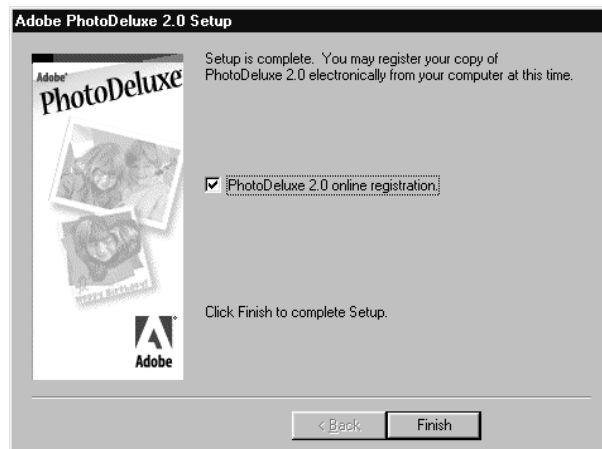 Adobe PhotoDeluxe 2.0 Setup
Adobe
PhotoDeluxe
Happy Birthday!
Adobe
Setup is complete. You may register your copy of
PhotoDeluxe 2.0 electronically from your computer at this time.
PhotoDeluxe 2.0 online registration.
Click Finish to complete Setup.
< Back
Finish